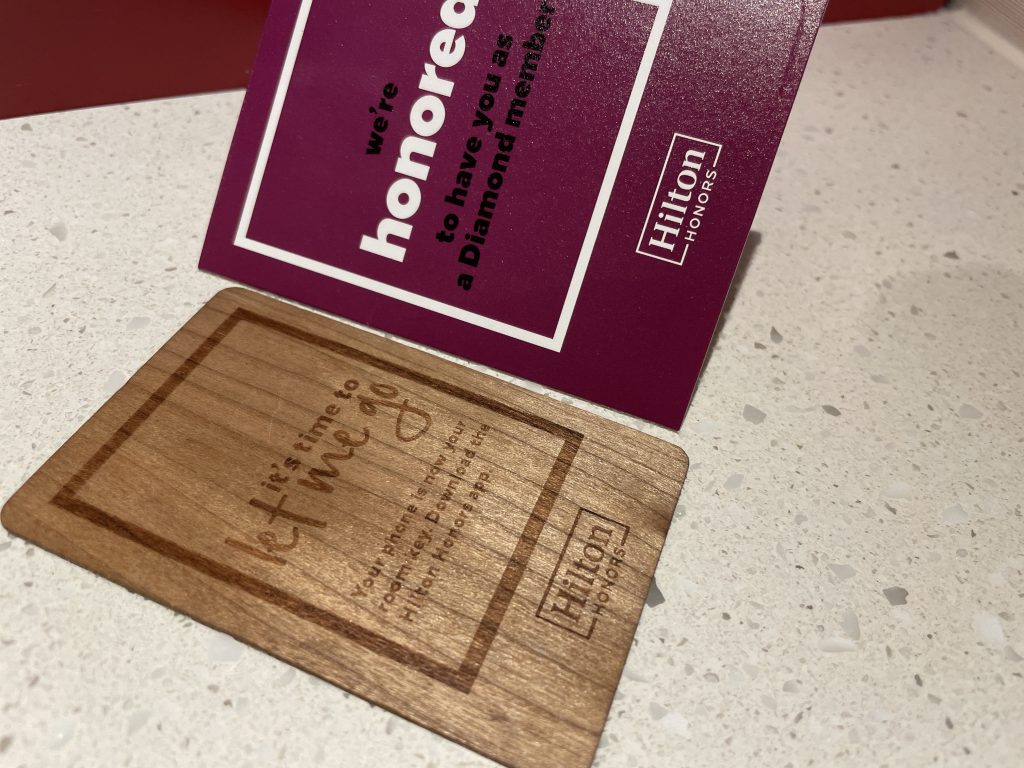 we're
honored
to have you as
a Diamond member
Hilton
HONORS
it's time to
let me go
Your phone is now your
room key. Download the
Hilton Honors app
Hilton
HONORS